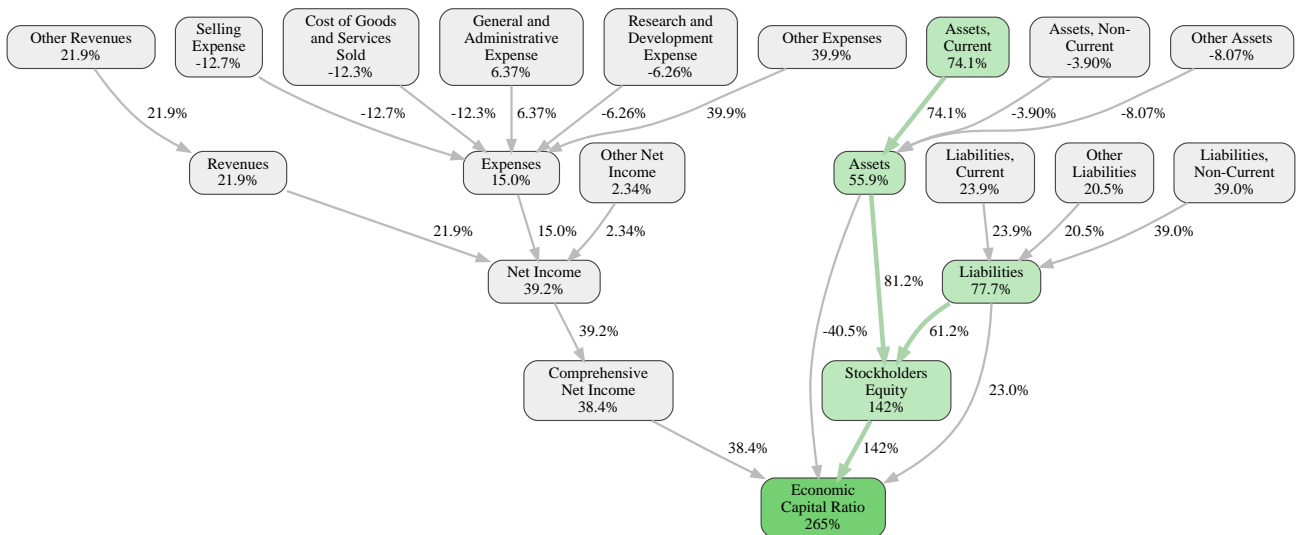 Other Revenues
21.9%
Selling
Expense
-12.7%
Cost of Goods
and Services
Sold
-12.3%
General and
Administrative
Expense
6.37%
Research and
Development
Expense
-6.26%
Other Expenses
39.9%
Assets,
Current
74.1%
Assets, Non-
Current
-3.90%
Other Assets
-8.07%
21.9%
-12.7%
-12.3%
6.37%
-6.26%
39.9%
74.1%
-3.90%
-8.07%
Revenues
21.9%
Expenses
15.0%
Other Net
Income
2.34%
Assets
55.9%
Liabilities,
Current
23.9%
Other
Liabilities
20.5%
Liabilities,
Non-Current
39.0%
21.9%
15.0%
2.34%
23.9%
20.5%
39.0%
Net Income
39.2%
Liabilities
77.7%
81.2%
39.2%
-40.5%
61.2%
Comprehensive
Net Income
38.4%
Stockholders
Equity
142%
23.0%
38.4%
142%
Economic
Capital Ratio
265%